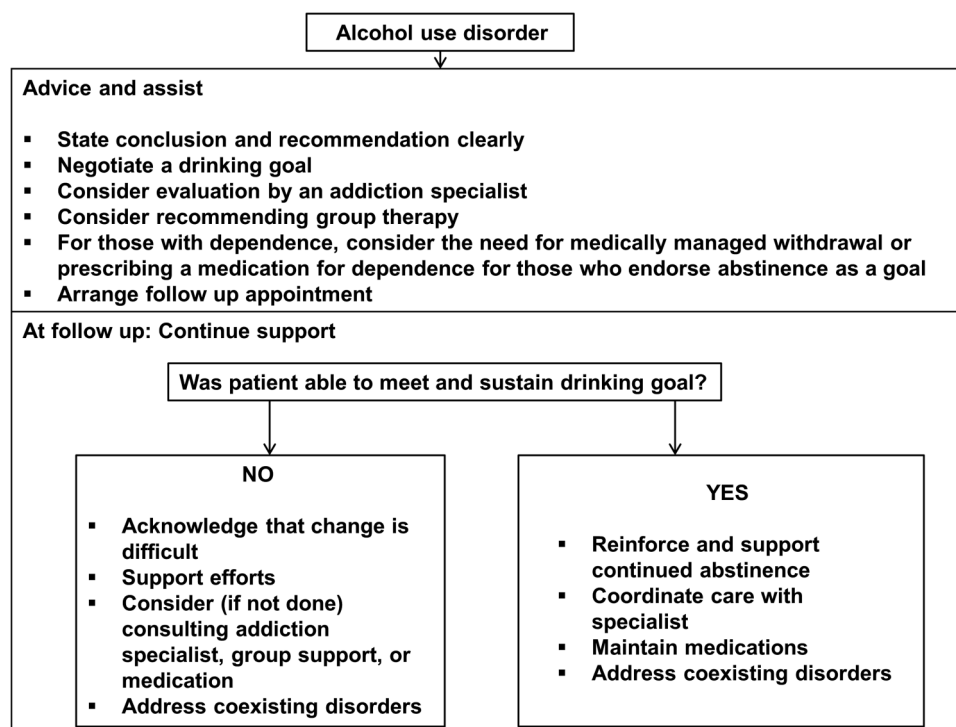 Alcohol use disorder
Advice and assist
▪ State conclusion and recommendation clearly
▪ Negotiate a drinking goal
▪ Consider evaluation by an addiction specialist
▪ Consider recommending group therapy
▪ For those with dependence, consider the need for medically managed withdrawal or
prescribing a medication for dependence for those who endorse abstinence as a goal
▪ Arrange follow up appointment
At follow up: Continue support
Was patient able to meet and sustain drinking goal?
NO
▪ Acknowledge that change is
difficult
▪ Support efforts
▪ Consider (if not done)
consulting addiction
specialist, group support, or
medication
▪ Address coexisting disorders
YES
▪ Reinforce and support
continued abstinence
▪ Coordinate care with
specialist
▪ Maintain medications
▪ Address coexisting disorders